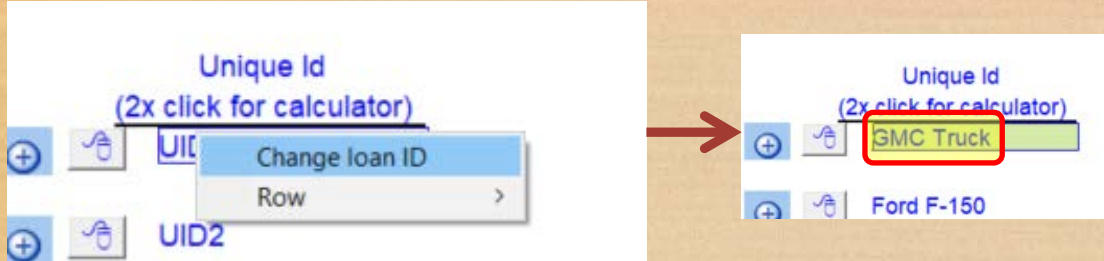 Unique Id
(2x click for calculator)
Change loan ID
Row
UID2
Unique Id
(2x click for calculator)
GMC Truck
Ford F-150